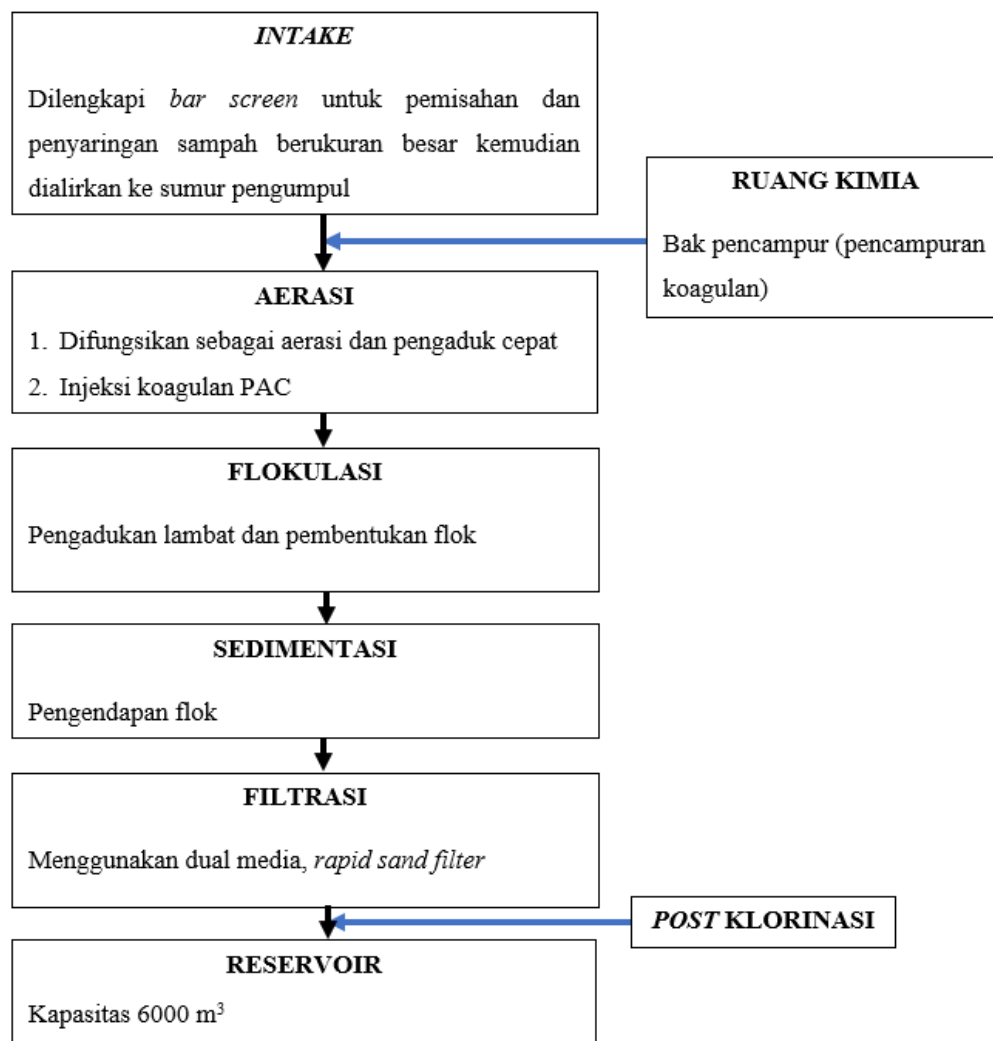 INTAKE
Dilengkapi bar screen untuk pemisahan dan
penyaringan sampah berukuran besar kemudian
dialirkan ke sumur pengumpul
RUANG KIMIA
Bak pencampur (pencampuran
koagulan)
AERASI
1. Difungsikan sebagai aerasi dan pengaduk cepat
2. Injeksi koagulan PAC
FLOKULASI
Pengadukan lambat dan pembentukan flok
SEDIMENTASI
Pengendapan flok
FILTRASI
Menggunakan dual media, rapid sand filter
POST KLORINASI
RESERVOIR
Kapasitas 6000 m³